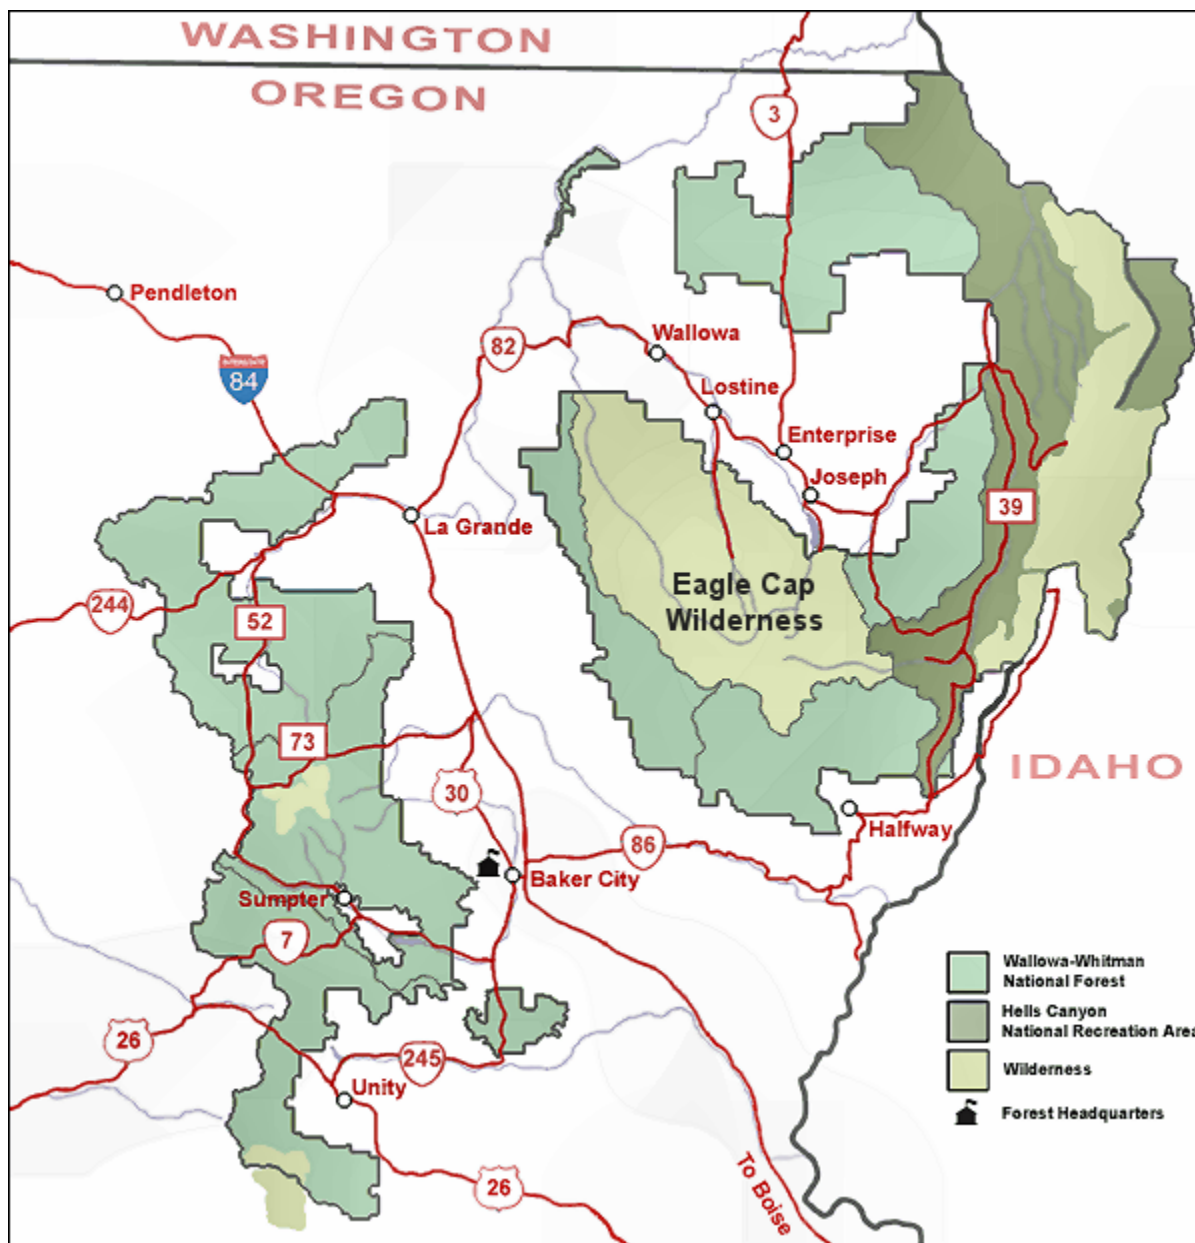 WASHINGTON
OREGON
3
Pendleton
82
Wallowa
INTERSTATE
84
Lostine
Enterprise
Joseph
39
La Grande
Eagle Cap
Wilderness
244
52
73
IDAHO
30
Halfway
86
Baker City
Sumpter
7
Wallowa-Whitman
National Forest
Hells Canyon
National Recreation Area
26
245
Wilderness
Unity
Forest Headquarters
26
To Boise